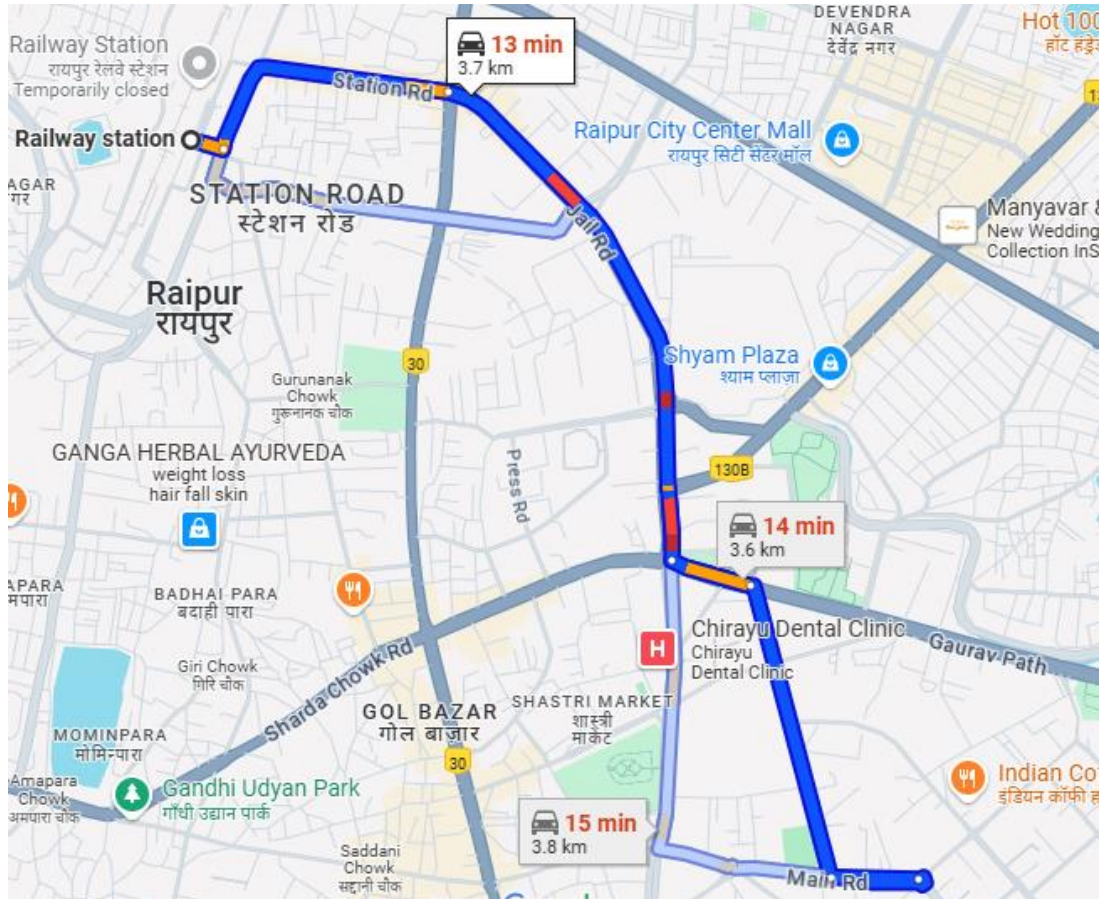 DEVENDRA
NAGAR
देवेंद्र नगर
Hot 100
Railway Station
रायपुर रेलवे स्टेशन
Temporarily closed
13 min
3.7 km
Station Rd
Railway station
Raipur City Center Mall
रायपुर सिटी सेंटर मॉल
AGAR
STATION ROAD
स्टेशन रोड
Jail Rd
Manyavar &
New Wedding
Collection InS
Raipur
रायपुर
Shyam Plaza
श्याम प्लाज़ा
30
Gurunanak
Chowk
गुरूनानक चौक
GANGA HERBAL AYURVEDA
weight loss
hair fall skin
Press Rd
130B
14 min
3.6 km
APARA
BADHAI PARA
बदाही पारा
Chirayu Dental Clinic
Chirayu
Dental Clinic
H
Gaurav Path
Giri Chowk
गिरि चौक
Sharda Chowk Rd
SHASTRI MARKET
शास्त्री
मार्केट
GOL BAZAR
गोल बाज़ार
MOMINPARA
मोमिन्पारा
30
Amapara
Chowk
अमपारा चौक
Gandhi Udyan Park
गाँधी उद्यान पार्क
Indian Co
इंडियन कॉफी
15 min
3.8 km
Saddani
Chowk
सद्दानी चौक
Main Rd